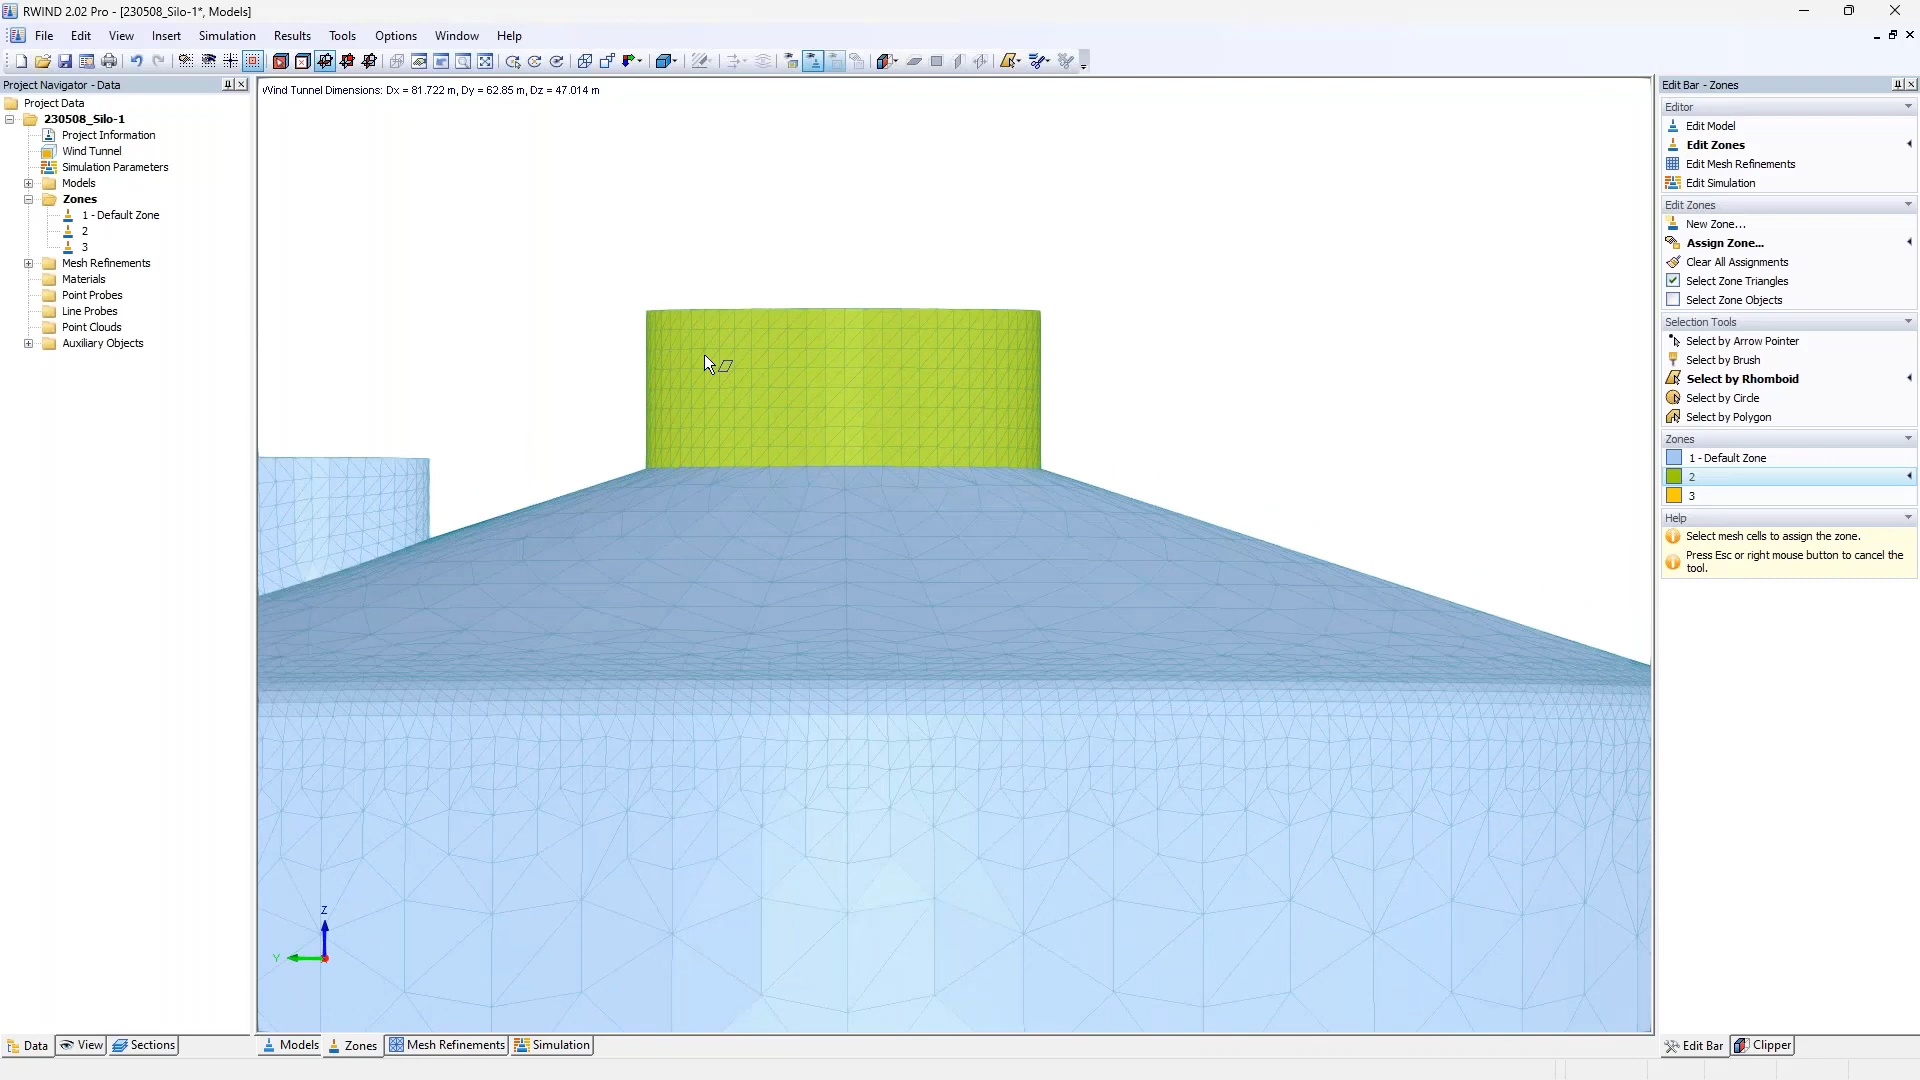 RWIND 2.02 Pro - [230508_Silo-1*, Models]
File Edit View Insert Simulation Results Tools Options Window Help
Project Navigator - Data
Project Data
230508_Silo-1
Project Information
Wind Tunnel
Simulation Parameters
Models
Zones
1 - Default Zone
2
3
Mesh Refinements
Materials
Point Probes
Line Probes
Point Clouds
Auxiliary Objects
Wind Tunnel Dimensions: Dx = 81.722 m, Dy = 62.85 m, Dz = 47.014 m
Z
Y
Edit Bar - Zones
Editor
Edit Model
Edit Zones
Edit Mesh Refinements
Edit Simulation
Edit Zones
New Zone...
Assign Zone...
Clear All Assignments
Select Zone Triangles
Select Zone Objects
Selection Tools
Select by Arrow Pointer
Select by Brush
Select by Rhomboid
Select by Circle
Select by Polygon
Zones
1 - Default Zone
2
3
Help
Select mesh cells to assign the zone.
Press Esc or right mouse button to cancel the
tool.
Data View Sections
Models Zones Mesh Refinements Simulation
Edit Bar Clipper